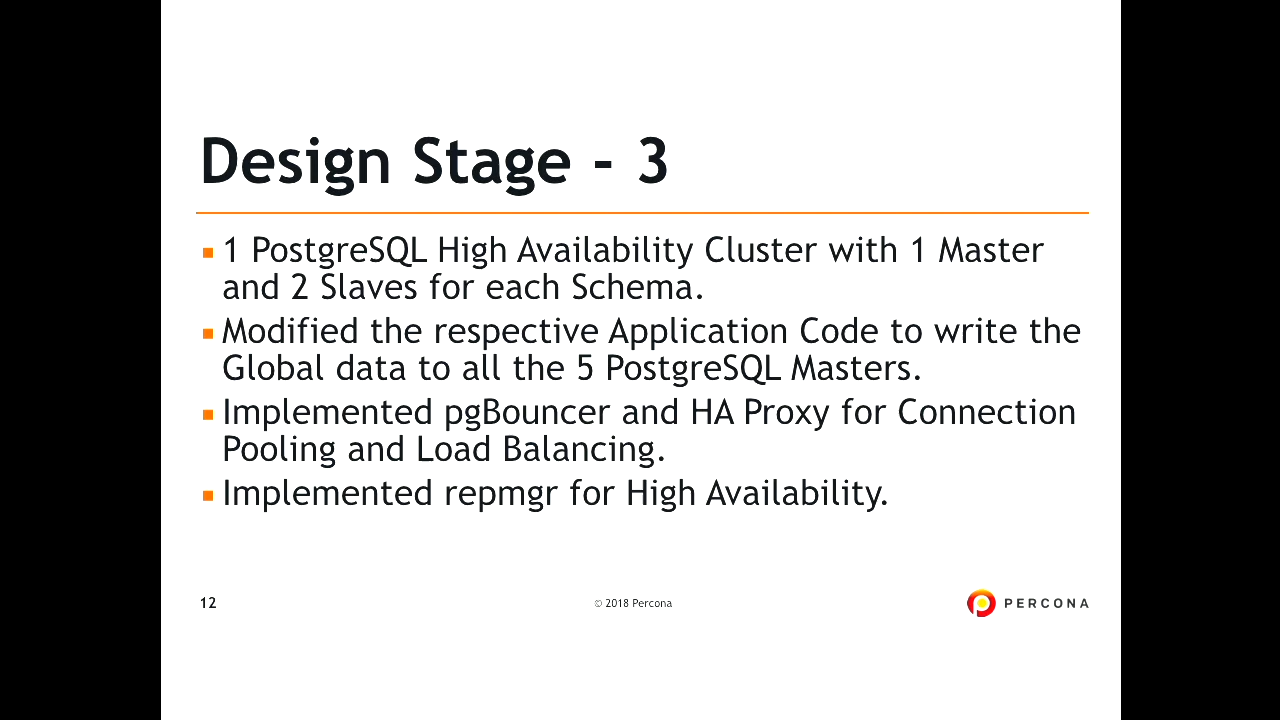 Design Stage - 3
1 PostgreSQL High Availability Cluster with 1 Master
and 2 Slaves for each Schema.
Modified the respective Application Code to write the
Global data to all the 5 PostgreSQL Masters.
Implemented pgBouncer and HA Proxy for Connection
Pooling and Load Balancing.
Implemented repmgr for High Availability.
12
© 2018 Percona
PERCONA